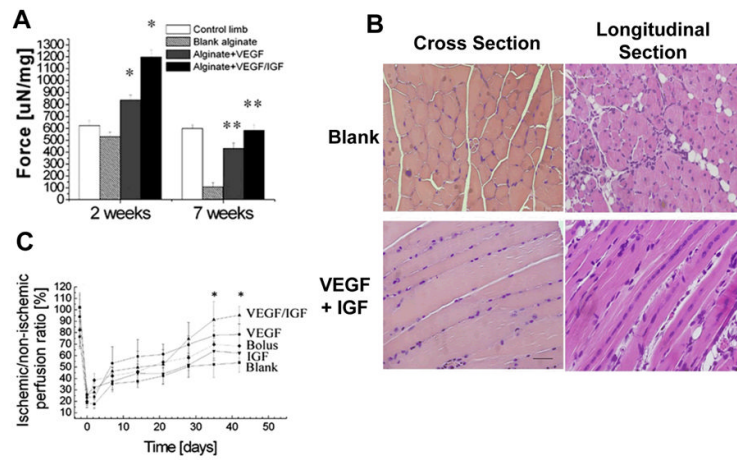 A
Force [uN/mg]
1300
1200
1100
1000
900
800
700
600
500
400
300
200
100
0
Control limb
Blank alginate
Alginate+VEGF
Alginate+VEGF/IGF
*
*
**
**
2 weeks
7 weeks
B
Cross Section
Longitudinal
Section
Blank
VEGF
+ IGF
C
Ischemic/non-ischemic
perfusion ratio [%]
120
110
100
90
80
70
60
50
40
30
20
10
*
*
VEGF/IGF
VEGF
Bolus
IGF
Blank
0
10
20
30
40
50
Time [days]